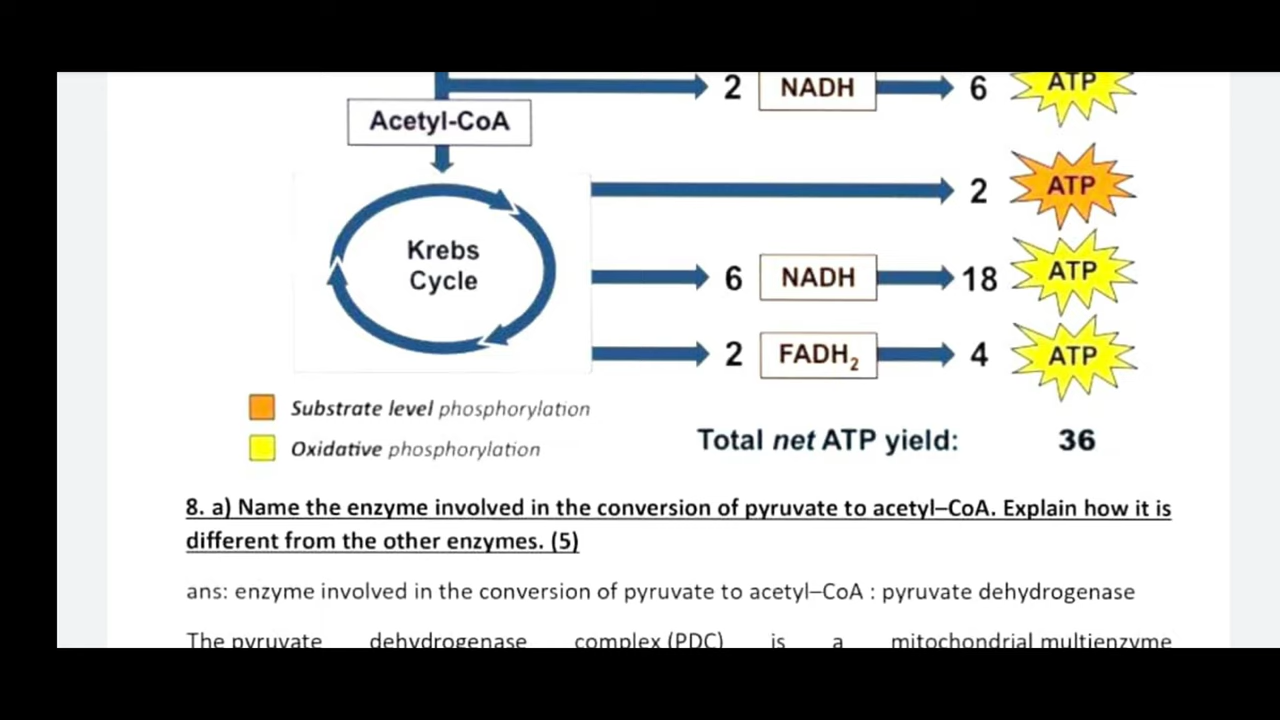 2 NADH 6 ATP
Acetyl-CoA
2 ATP
Krebs
Cycle
6 NADH 18 ATP
2 FADH₂ 4 ATP
Substrate level phosphorylation
Oxidative phosphorylation
Total net ATP yield: 36
8. a) Name the enzyme involved in the conversion of pyruvate to acetyl–CoA. Explain how it is
different from the other enzymes. (5)
ans: enzyme involved in the conversion of pyruvate to acetyl–CoA : pyruvate dehydrogenase
The pyruvate dehydrogenase complex (PDC) is a mitochondrial multienzyme